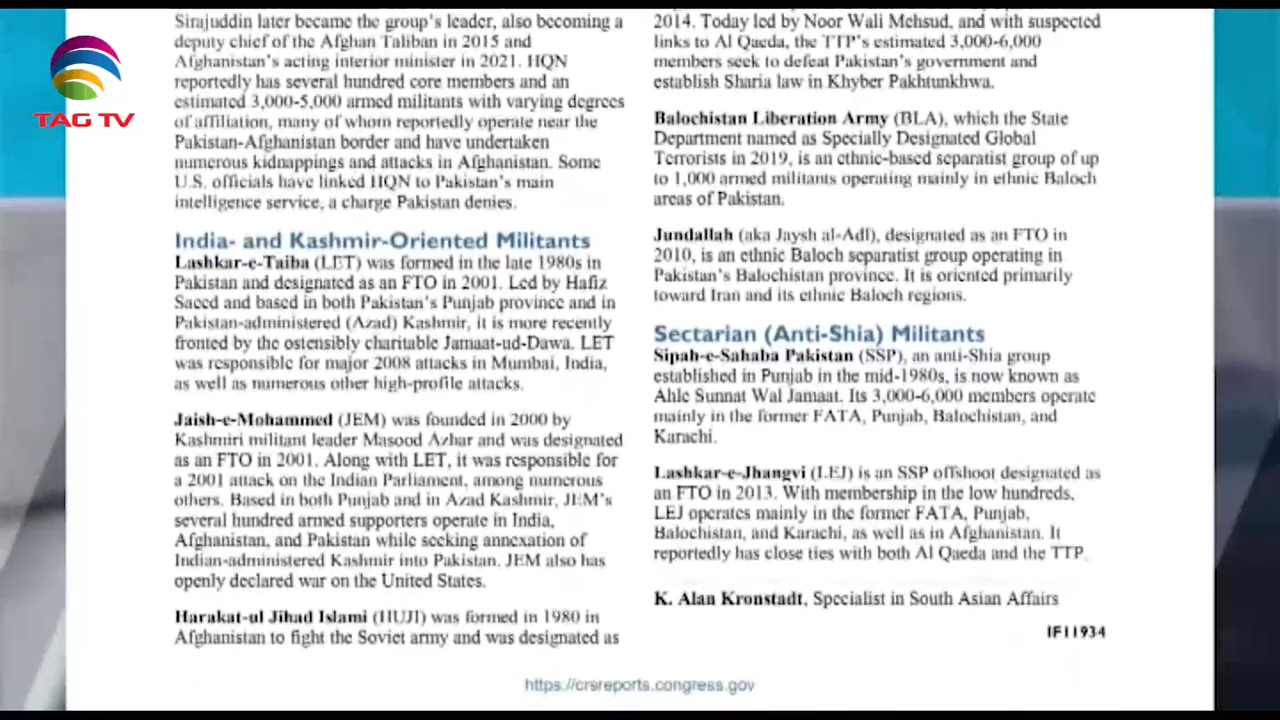 TAG TV
Sirajuddin later became the group's leader, also becoming a
deputy chief of the Afghan Taliban in 2015 and
Afghanistan's acting interior minister in 2021. HQN
reportedly has several hundred core members and an
estimated 3,000-5,000 armed militants with varying degrees
of affiliation, many of whom reportedly operate near the
Pakistan-Afghanistan border and have undertaken
numerous kidnappings and attacks in Afghanistan. Some
U.S. officials have linked HQN to Pakistan's main
intelligence service, a charge Pakistan denies.
India- and Kashmir-Oriented Militants
Lashkar-e-Taiba (LET) was formed in the late 1980s in
Pakistan and designated as an FTO in 2001. Led by Hafiz
Saeed and based in both Pakistan's Punjab province and in
Pakistan-administered (Azad) Kashmir, it is more recently
fronted by the ostensibly charitable Jamaat-ud-Dawa. LET
was responsible for major 2008 attacks in Mumbai, India,
as well as numerous other high-profile attacks.
Jaish-e-Mohammed (JEM) was founded in 2000 by
Kashmiri militant leader Masood Azhar and was designated
as an FTO in 2001. Along with LET, it was responsible for
a 2001 attack on the Indian Parliament, among numerous
others. Based in both Punjab and in Azad Kashmir, JEM's
several hundred armed supporters operate in India,
Afghanistan, and Pakistan while seeking annexation of
Indian-administered Kashmir into Pakistan. JEM also has
openly declared war on the United States.
Harakat-ul Jihad Islami (HUJI) was formed in 1980 in
Afghanistan to fight the Soviet army and was designated as
2014. Today led by Noor Wali Mehsud, and with suspected
links to Al Qaeda, the TTP's estimated 3,000-6,000
members seek to defeat Pakistan's government and
establish Sharia law in Khyber Pakhtunkhwa.
Balochistan Liberation Army (BLA), which the State
Department named as Specially Designated Global
Terrorists in 2019, is an ethnic-based separatist group of up
to 1,000 armed militants operating mainly in ethnic Baloch
areas of Pakistan.
Jundallah (aka Jaysh al-Adl), designated as an FTO in
2010, is an ethnic Baloch separatist group operating in
Pakistan's Balochistan province. It is oriented primarily
toward Iran and its ethnic Baloch regions.
Sectarian (Anti-Shia) Militants
Sipah-e-Sahaba Pakistan (SSP), an anti-Shia group
established in Punjab in the mid-1980s, is now known as
Ahle Sunnat Wal Jamaat. Its 3,000-6,000 members operate
mainly in the former FATA, Punjab, Balochistan, and
Karachi.
Lashkar-e-Jhangvi (LEJ) is an SSP offshoot designated as
an FTO in 2013. With membership in the low hundreds,
LEJ operates mainly in the former FATA, Punjab,
Balochistan, and Karachi, as well as in Afghanistan. It
reportedly has close ties with both Al Qaeda and the TTP.
K. Alan Kronstadt, Specialist in South Asian Affairs
IF11934
https://crsreports.congress.gov